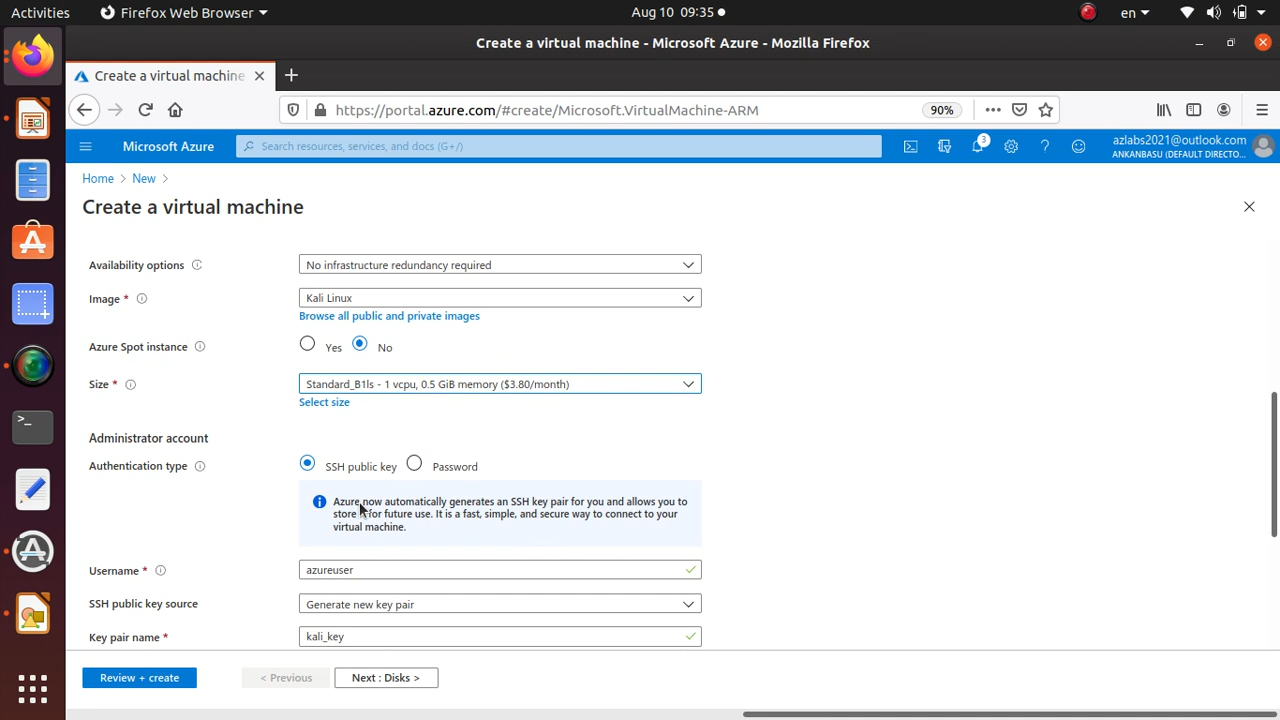 Activities
Firefox Web Browser
Aug 10 09:35
en
Create a virtual machine - Microsoft Azure - Mozilla Firefox
Create a virtual machine
https://portal.azure.com/#create/Microsoft.VirtualMachine-ARM
90%
Microsoft Azure
Search resources, services, and docs (G+/)
3
azlabs2021@outlook.com
ANKANBASU (DEFAULT DIRECTO...
Home > New >
Create a virtual machine
Availability options
No infrastructure redundancy required
Image *
Kali Linux
Browse all public and private images
Azure Spot instance
Yes
No
Size *
Standard_B1ls - 1 vcpu, 0.5 GiB memory ($3.80/month)
Select size
Administrator account
Authentication type
SSH public key
Password
Azure now automatically generates an SSH key pair for you and allows you to
store it for future use. It is a fast, simple, and secure way to connect to your
virtual machine.
Username *
azureuser
SSH public key source
Generate new key pair
Key pair name *
kali_key
Review + create
< Previous
Next : Disks >